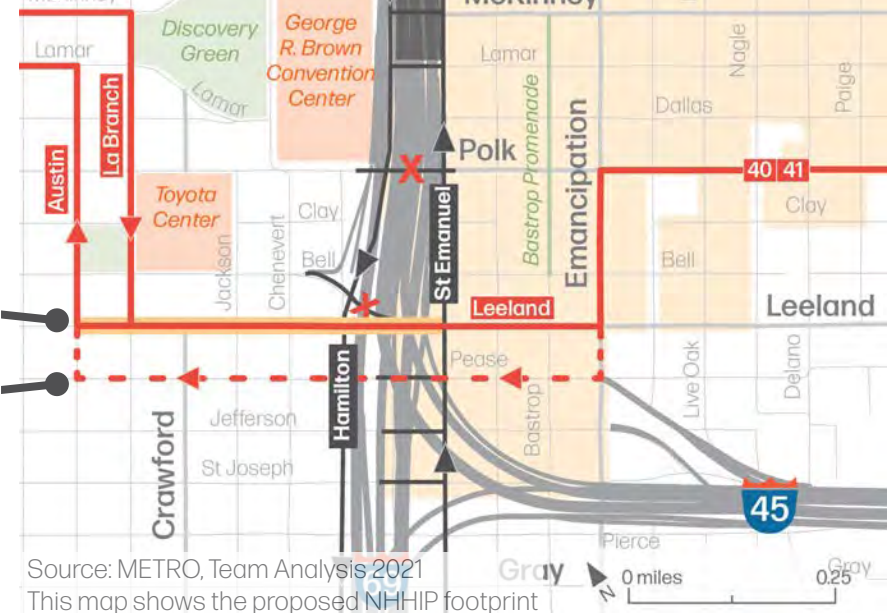 McKinney
McKinney
Discovery
Green
George
R. Brown
Convention
Center
Lamar
Lamar
Lamar
Nagle
Paige
Dallas
Bastrop Promenade
Emancipation
La Branch
Austin
Polk
40 41
Toyota
Center
Clay
Clay
Jackson
Chenevert
Bell
Bell
St Emanuel
Leeland
Leeland
Hamilton
Pease
Bastrop
Live Oak
Delano
Crawford
Jefferson
St Joseph
45
Pierce
Source: METRO, Team Analysis 2021
69
Gray
N
0 miles
0.25
Gray
This map shows the proposed NHHIP footprint